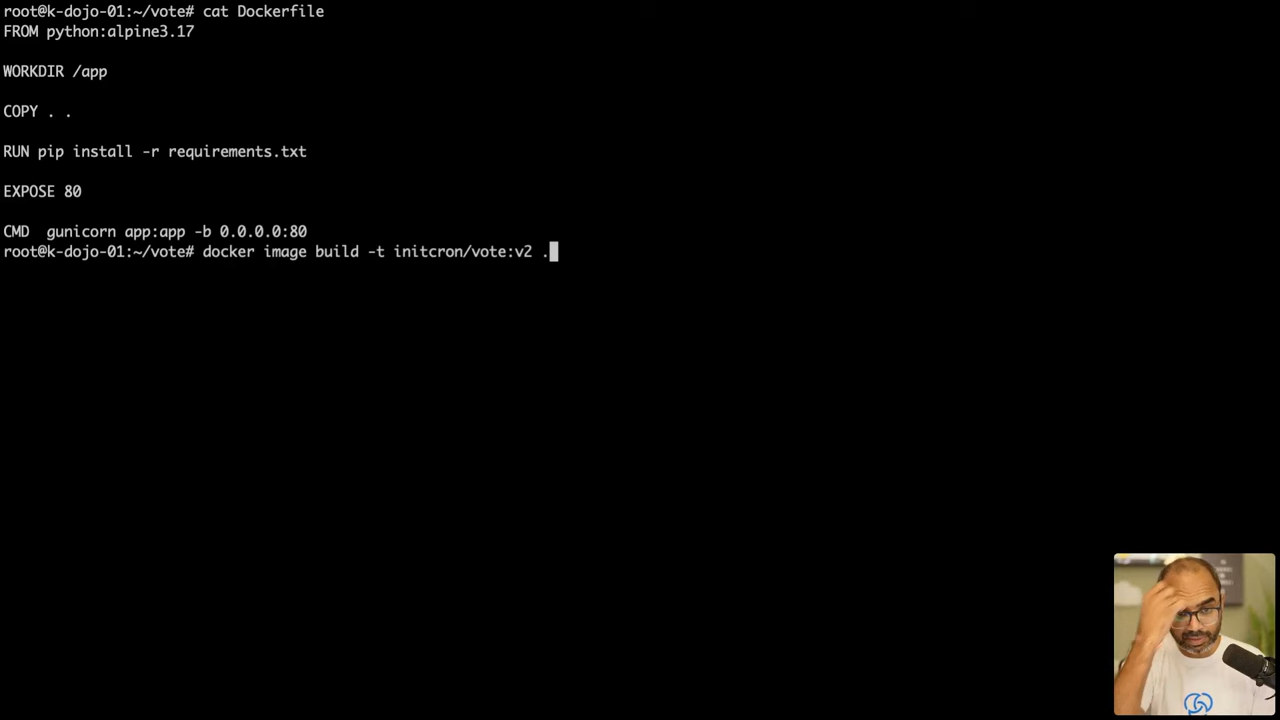 root@k-dojo-01:~/vote# cat Dockerfile
FROM python:alpine3.17
WORKDIR /app
COPY . .
RUN pip install -r requirements.txt
EXPOSE 80
CMD  gunicorn app:app -b 0.0.0.0:80
root@k-dojo-01:~/vote# docker image build -t initcron/vote:v2 .